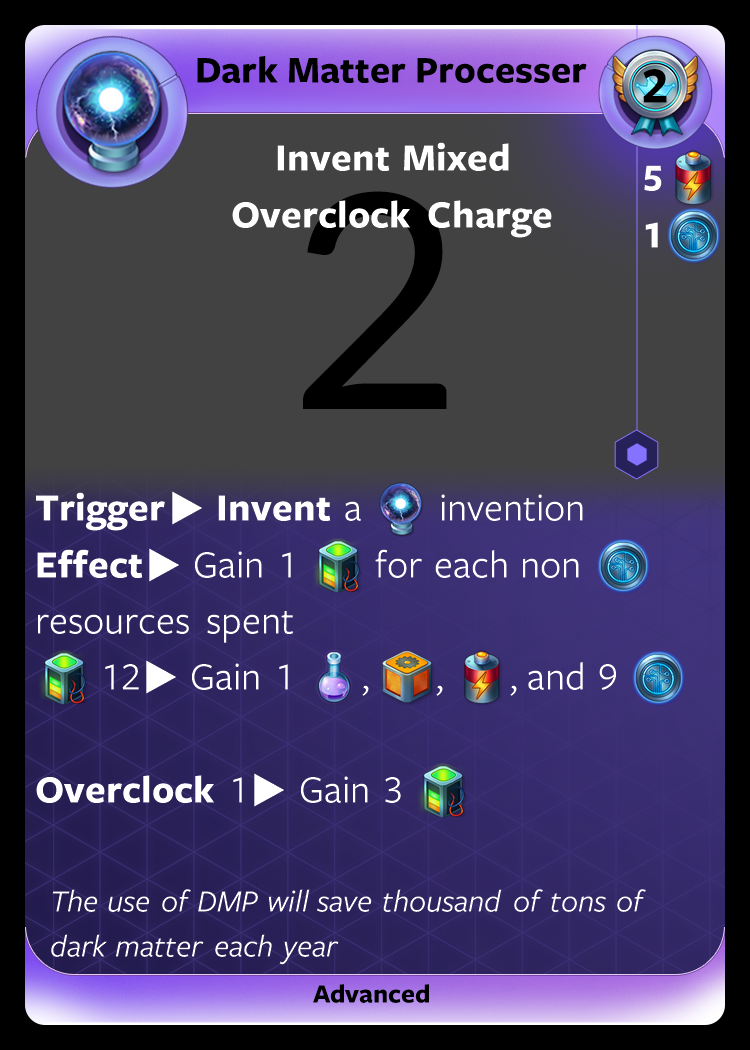 Dark Matter Processer
2
Invent Mixed
5
Overclock Charge
1
2
Trigger▶ Invent a invention
Effect▶ Gain 1 for each non
resources spent
12▶ Gain 1 , , , and 9
Overclock 1▶ Gain 3
The use of DMP will save thousand of tons of
dark matter each year
Advanced